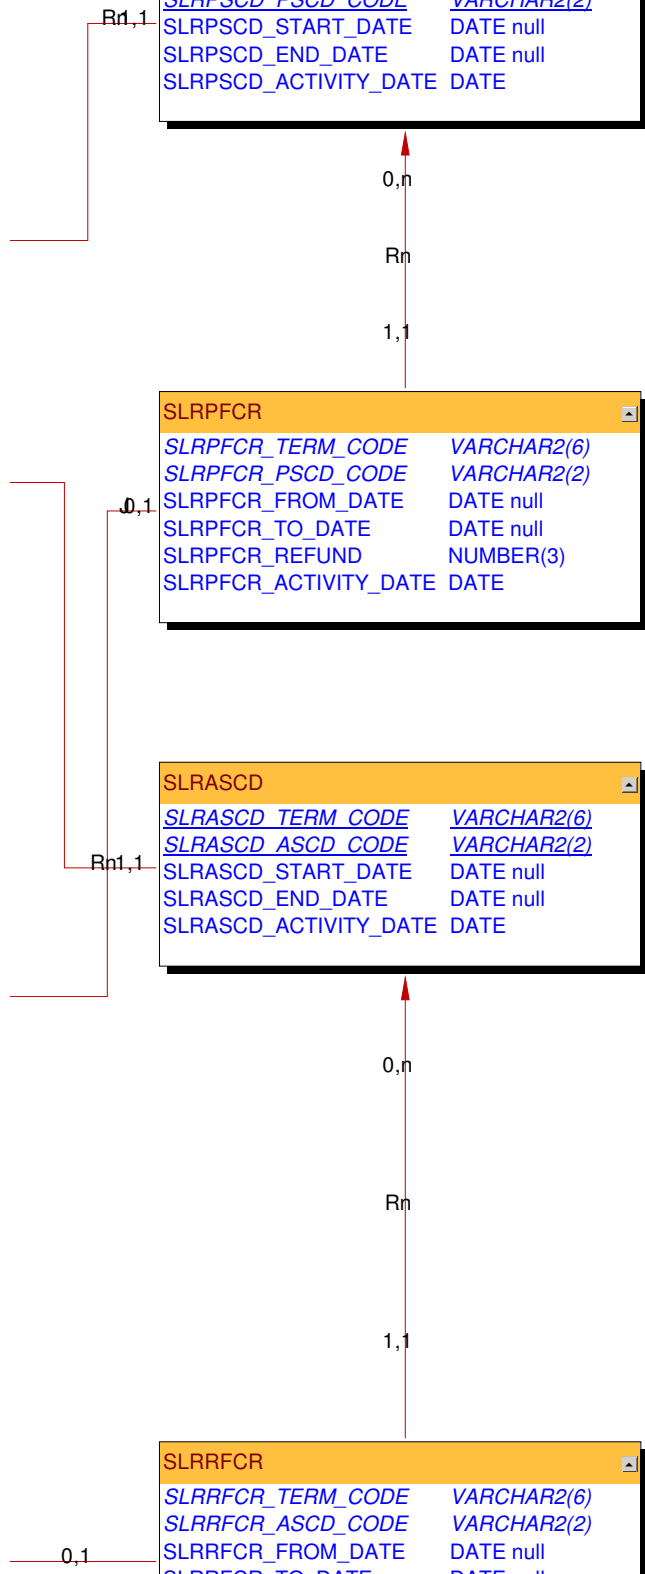 SLRPSCD_PSCD_CODE VARCHAR2(2)
Rn1,1
SLRPSCD_START_DATE DATE null
SLRPSCD_END_DATE DATE null
SLRPSCD_ACTIVITY_DATE DATE
0,n
Rn
1,1
SLRPFCR
SLRPFCR_TERM_CODE VARCHAR2(6)
SLRPFCR_PSCD_CODE VARCHAR2(2)
0,1 SLRPFCR_FROM_DATE DATE null
SLRPFCR_TO_DATE DATE null
SLRPFCR_REFUND NUMBER(3)
SLRPFCR_ACTIVITY_DATE DATE
SLRASCD
SLRASCD_TERM_CODE VARCHAR2(6)
SLRASCD_ASCD_CODE VARCHAR2(2)
Rn1,1
SLRASCD_START_DATE DATE null
SLRASCD_END_DATE DATE null
SLRASCD_ACTIVITY_DATE DATE
0,n
Rn
1,1
SLRRFCR
SLRRFCR_TERM_CODE VARCHAR2(6)
SLRRFCR_ASCD_CODE VARCHAR2(2)
0,1 SLRRFCR_FROM_DATE DATE null